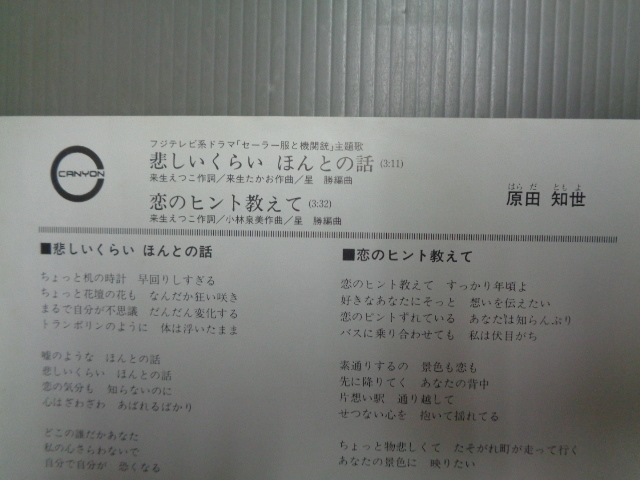 CANYON
フジテレビ系ドラマ「セーラー服と機関銃」主題歌
悲しいくらい ほんとの話(3:11)
来生えつこ作詞／来生たかお作曲／星 勝編曲
恋のヒント教えて(3:32)
来生えつこ作詞／小林泉美作曲／星 勝編曲
はらだ ともよ
原田 知世
■悲しいくらい ほんとの話
ちょっと机の時計 早回りしすぎる
ちょっと花壇の花も なんだか狂い咲き
まるで自分が不思議 だんだん変化する
トランポリンのように 体は浮いたまま
嘘のような ほんとの話
悲しいくらい ほんとの話
恋の気分も 知らないのに
心はざわざわ あばれるばかり
どこの誰だかあなた
私の心さらわないで
自分で自分が 恐くなる
■恋のヒント教えて
恋のヒント教えて すっかり年頃よ
好きなあなたにそっと 想いを伝えたい
恋のピントずれている あなたは知らんぷり
バスに乗り合わせても 私は伏目がち
素通りするの 景色も恋も
先に降りてく あなたの背中
片想い駅 通り越して
せつない心を 抱いて揺れてる
ちょっと物悲しくて たそがれ町が走って行く
あなたの景色に 映りたい